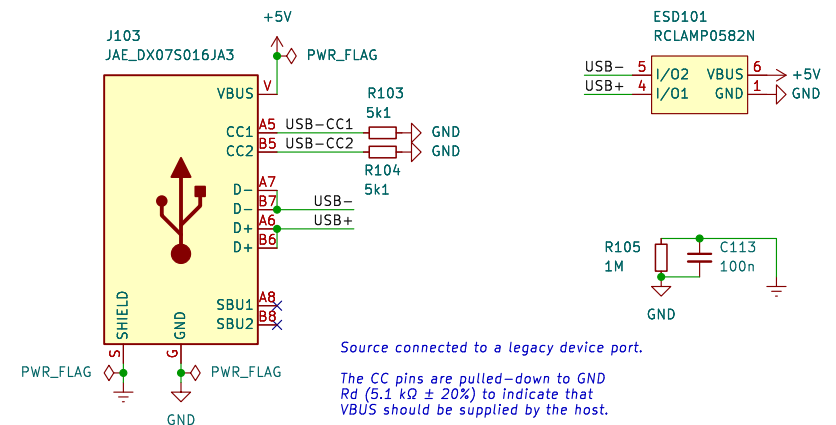 +5V
J103
JAE_DX07S016JA3
PWR_FLAG
VBUS
V
CC1
A5
USB-CC1
CC2
B5
USB-CC2
R103
5k1
GND
GND
R104
5k1
D-
A7
D-
B7
USB-
D+
A6
USB+
D+
B6
SBU1
A8
SBU2
B8
SHIELD
GND
S
G
PWR_FLAG
PWR_FLAG
GND
ESD101
RCLAMP0582N
USB-
5
I/O2
VBUS
6
+5V
USB+
4
I/O1
GND
1
GND
R105
1M
C113
100n
GND
Source connected to a legacy device port.
The CC pins are pulled-down to GND
Rd (5.1 kΩ ± 20%) to indicate that
VBUS should be supplied by the host.